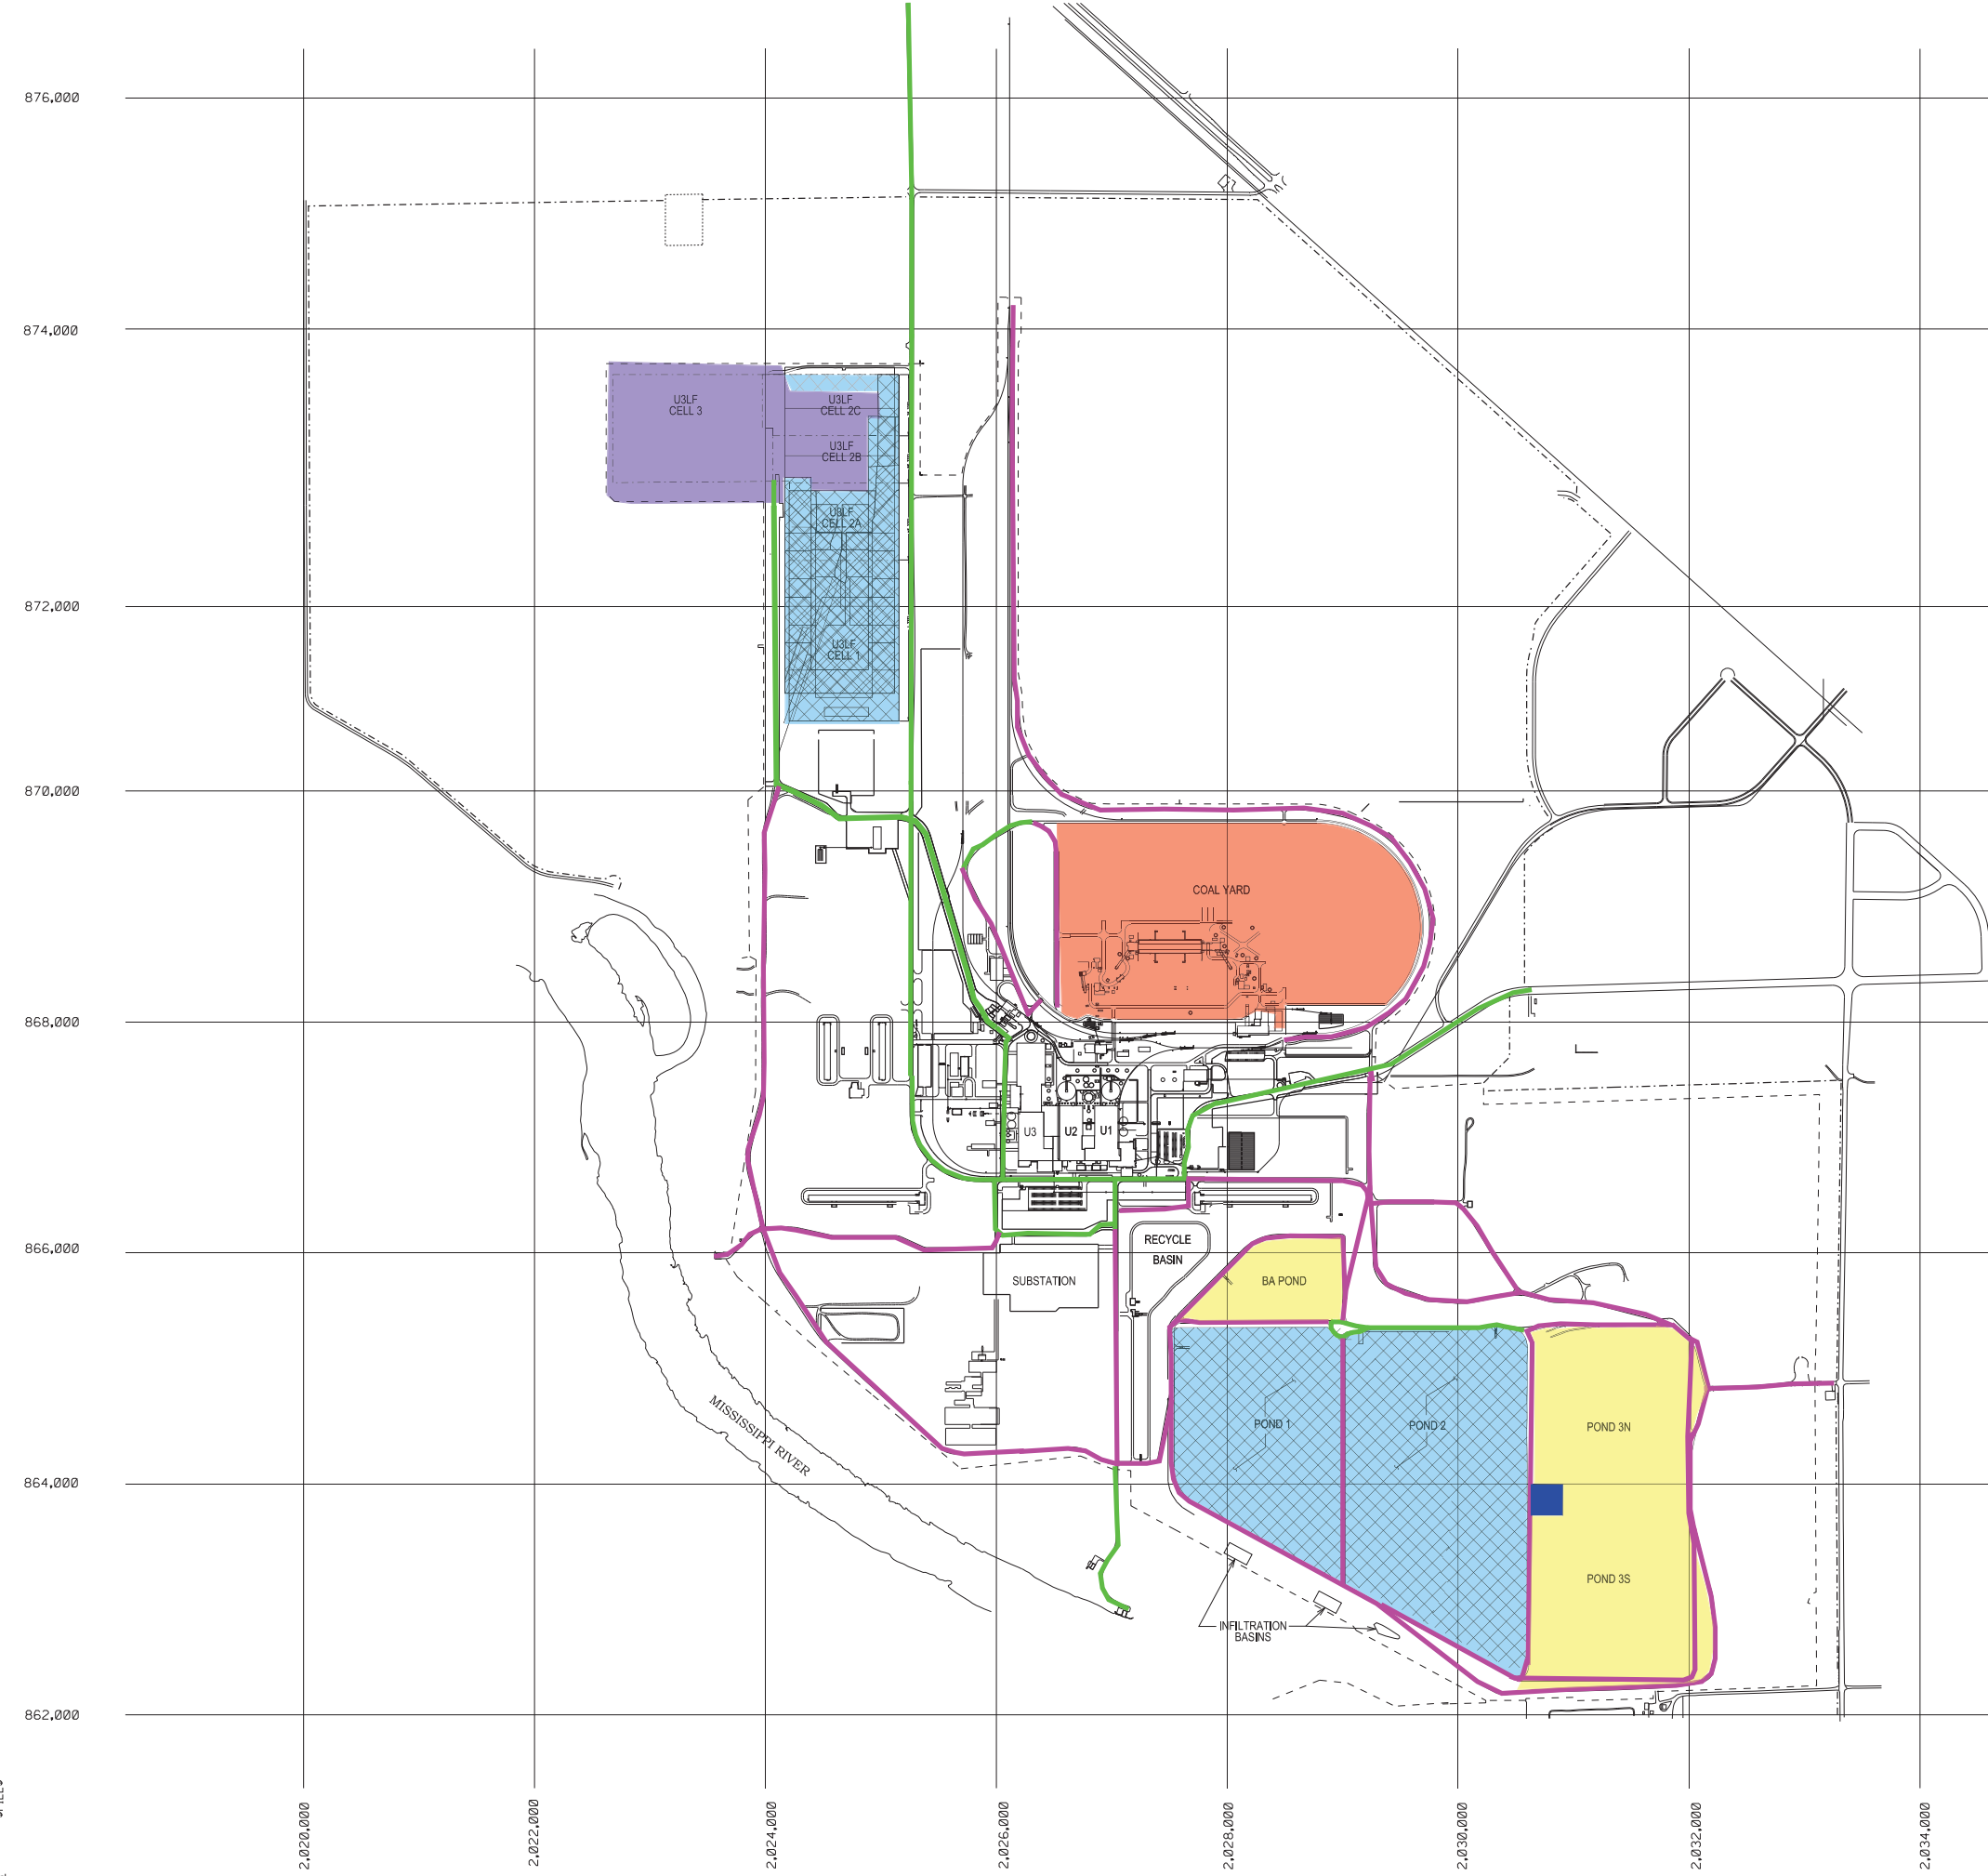 876,000
874,000
U3LF
CELL 3
U3LF
CELL 2C
U3LF
CELL 2B
U3LF
CELL 2A
872,000
U3LF
CELL 1
870,000
COAL YARD
868,000
U3
U2
U1
866,000
RECYCLE
BASIN
SUBSTATION
BA POND
MISSISSIPPI RIVER
POND 1
POND 2
POND 3N
864,000
POND 3S
INFILTRATION
BASINS
862,000
2,020,000
2,022,000
2,024,000
2,026,000
2,028,000
2,030,000
2,032,000
2,034,000